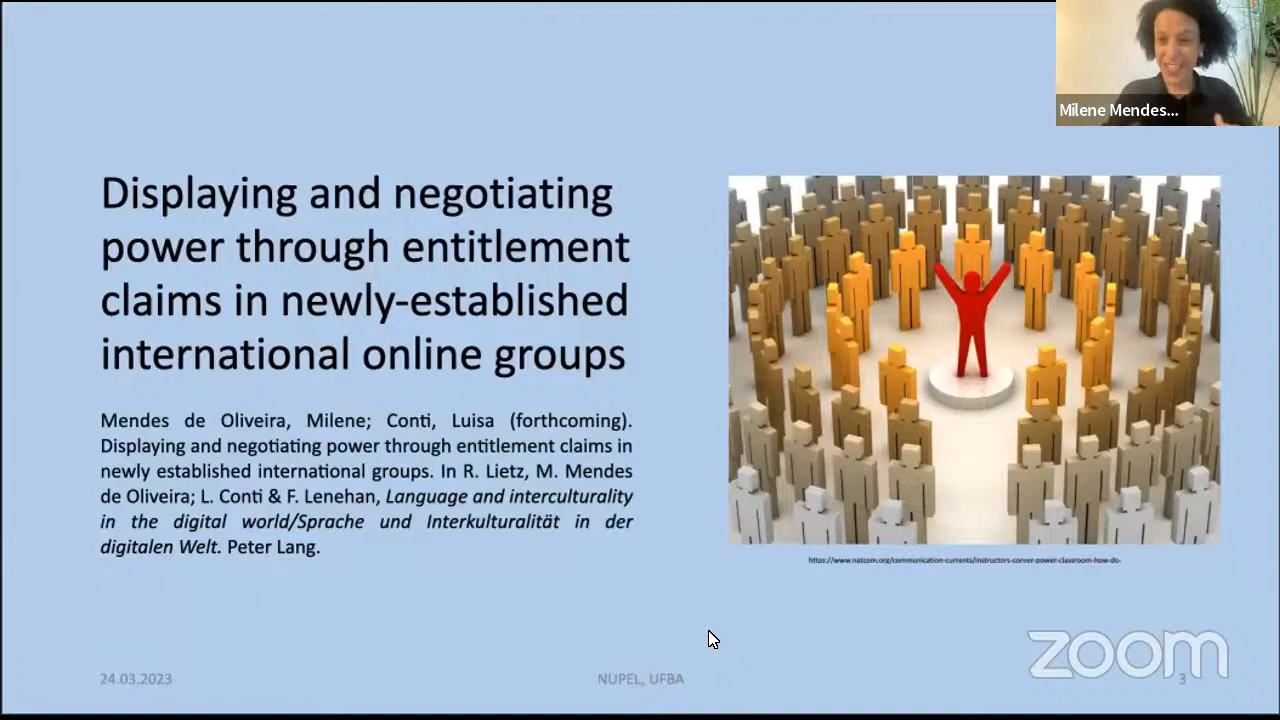 Milene Mendes...
Displaying and negotiating
power through entitlement
claims in newly-established
international online groups
Mendes de Oliveira, Milene; Conti, Luisa (forthcoming).
Displaying and negotiating power through entitlement claims in
newly established international groups. In R. Lietz, M. Mendes
de Oliveira; L. Conti & F. Lenehan, Language and interculturality
in the digital world/Sprache und Interkulturalität in der
digitalen Welt. Peter Lang.
https://www.natcom.org/communication-currents/instructors-corner-power-classroom-how-do-
zoom
24.03.2023
NUPEL, UFBA
3